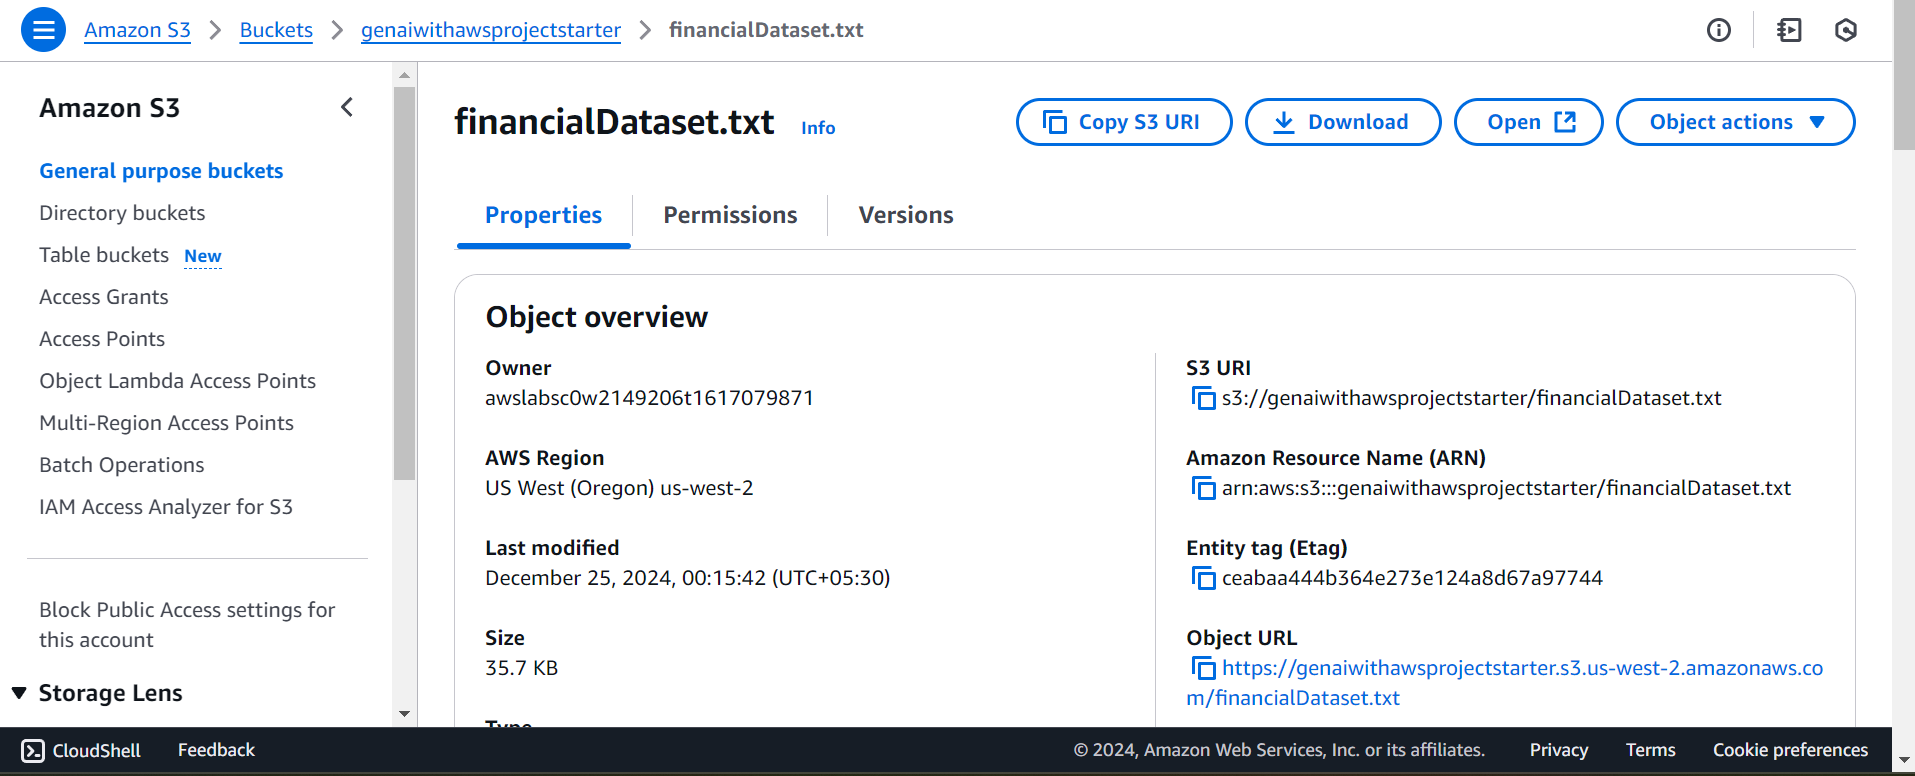 Amazon S3 > Buckets > genaiwithawsprojectstarter > financialDataset.txt
Amazon S3
General purpose buckets
Directory buckets
Table buckets New
Access Grants
Access Points
Object Lambda Access Points
Multi-Region Access Points
Batch Operations
IAM Access Analyzer for S3
Block Public Access settings for
this account
Storage Lens
financialDataset.txt Info
Copy S3 URI
Download
Open
Object actions
Properties
Permissions
Versions
Object overview
Owner
awslabsc0w2149206t1617079871
AWS Region
US West (Oregon) us-west-2
Last modified
December 25, 2024, 00:15:42 (UTC+05:30)
Size
35.7 KB
Type
S3 URI
s3://genaiwithawsprojectstarter/financialDataset.txt
Amazon Resource Name (ARN)
arn:aws:s3:::genaiwithawsprojectstarter/financialDataset.txt
Entity tag (Etag)
ceabaa444b364e273e124a8d67a97744
Object URL
https://genaiwithawsprojectstarter.s3.us-west-2.amazonaws.co
m/financialDataset.txt
CloudShell
Feedback
© 2024, Amazon Web Services, Inc. or its affiliates.
Privacy
Terms
Cookie preferences